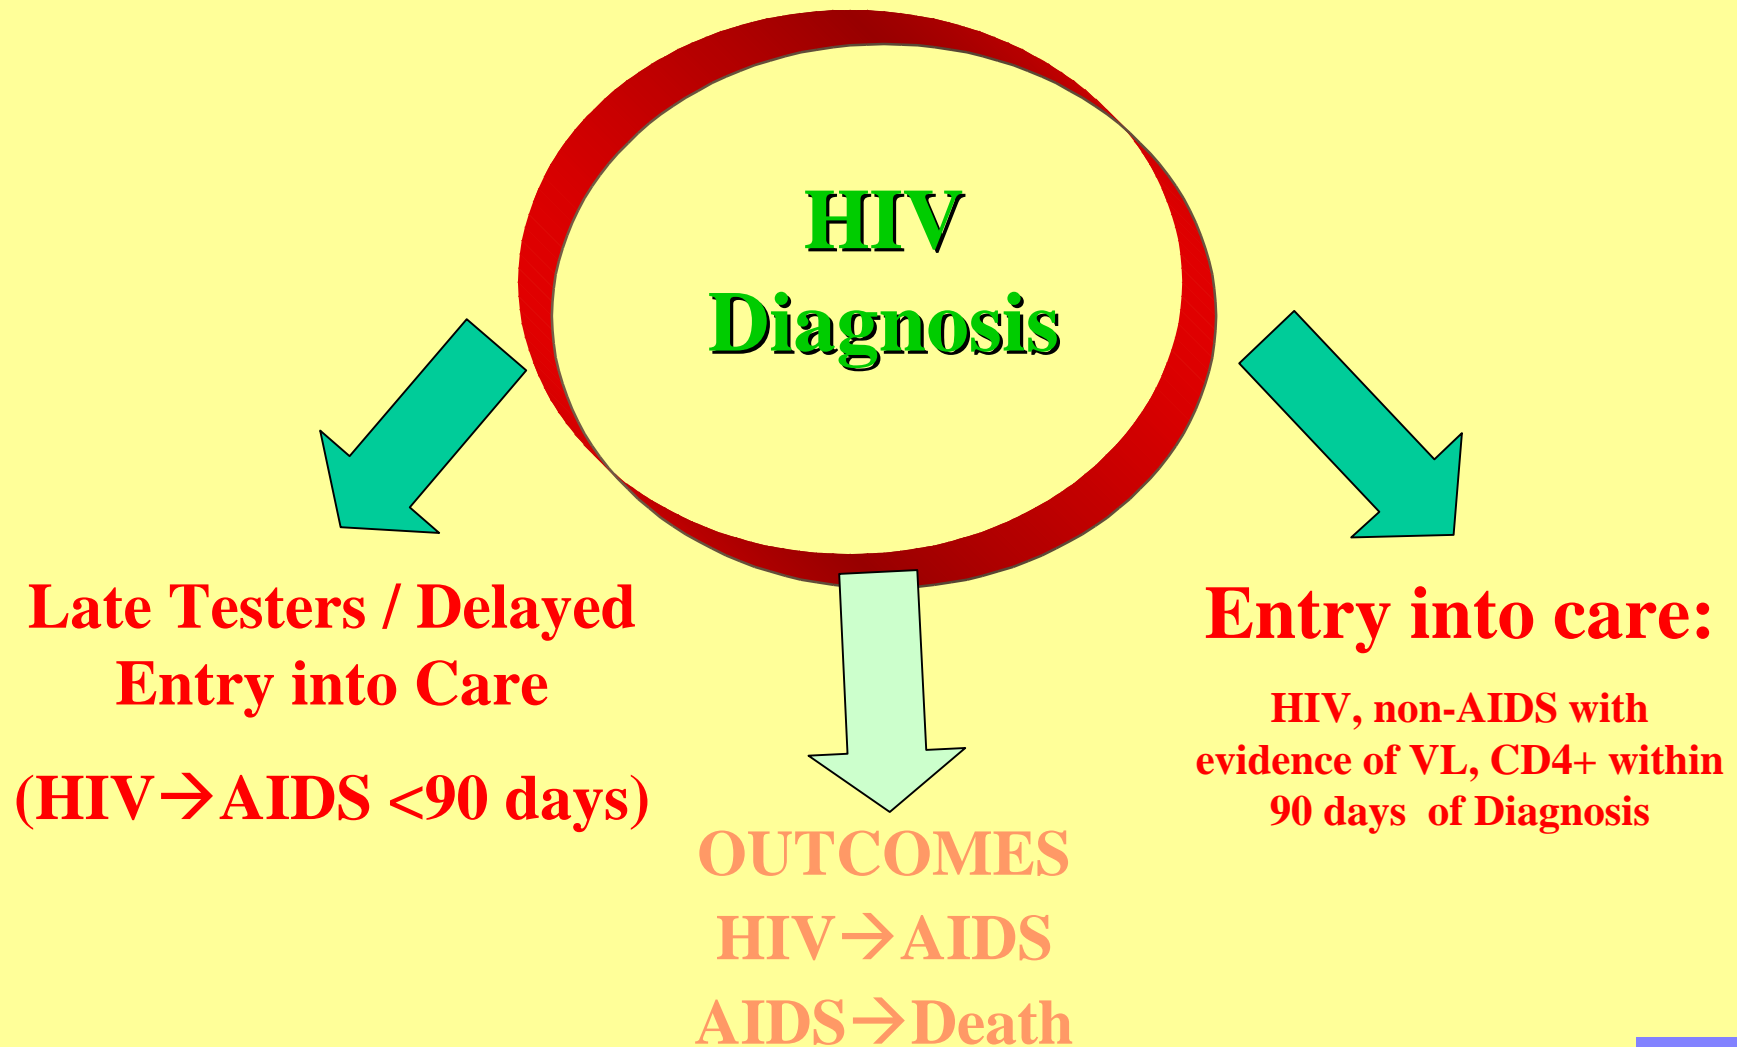 HIV
Diagnosis
Late Testers / Delayed
Entry into Care
(HIV→AIDS <90 days)
OUTCOMES
HIV→AIDS
AIDS→Death
Entry into care:
HIV, non-AIDS with
evidence of VL, CD4+ within
90 days of Diagnosis